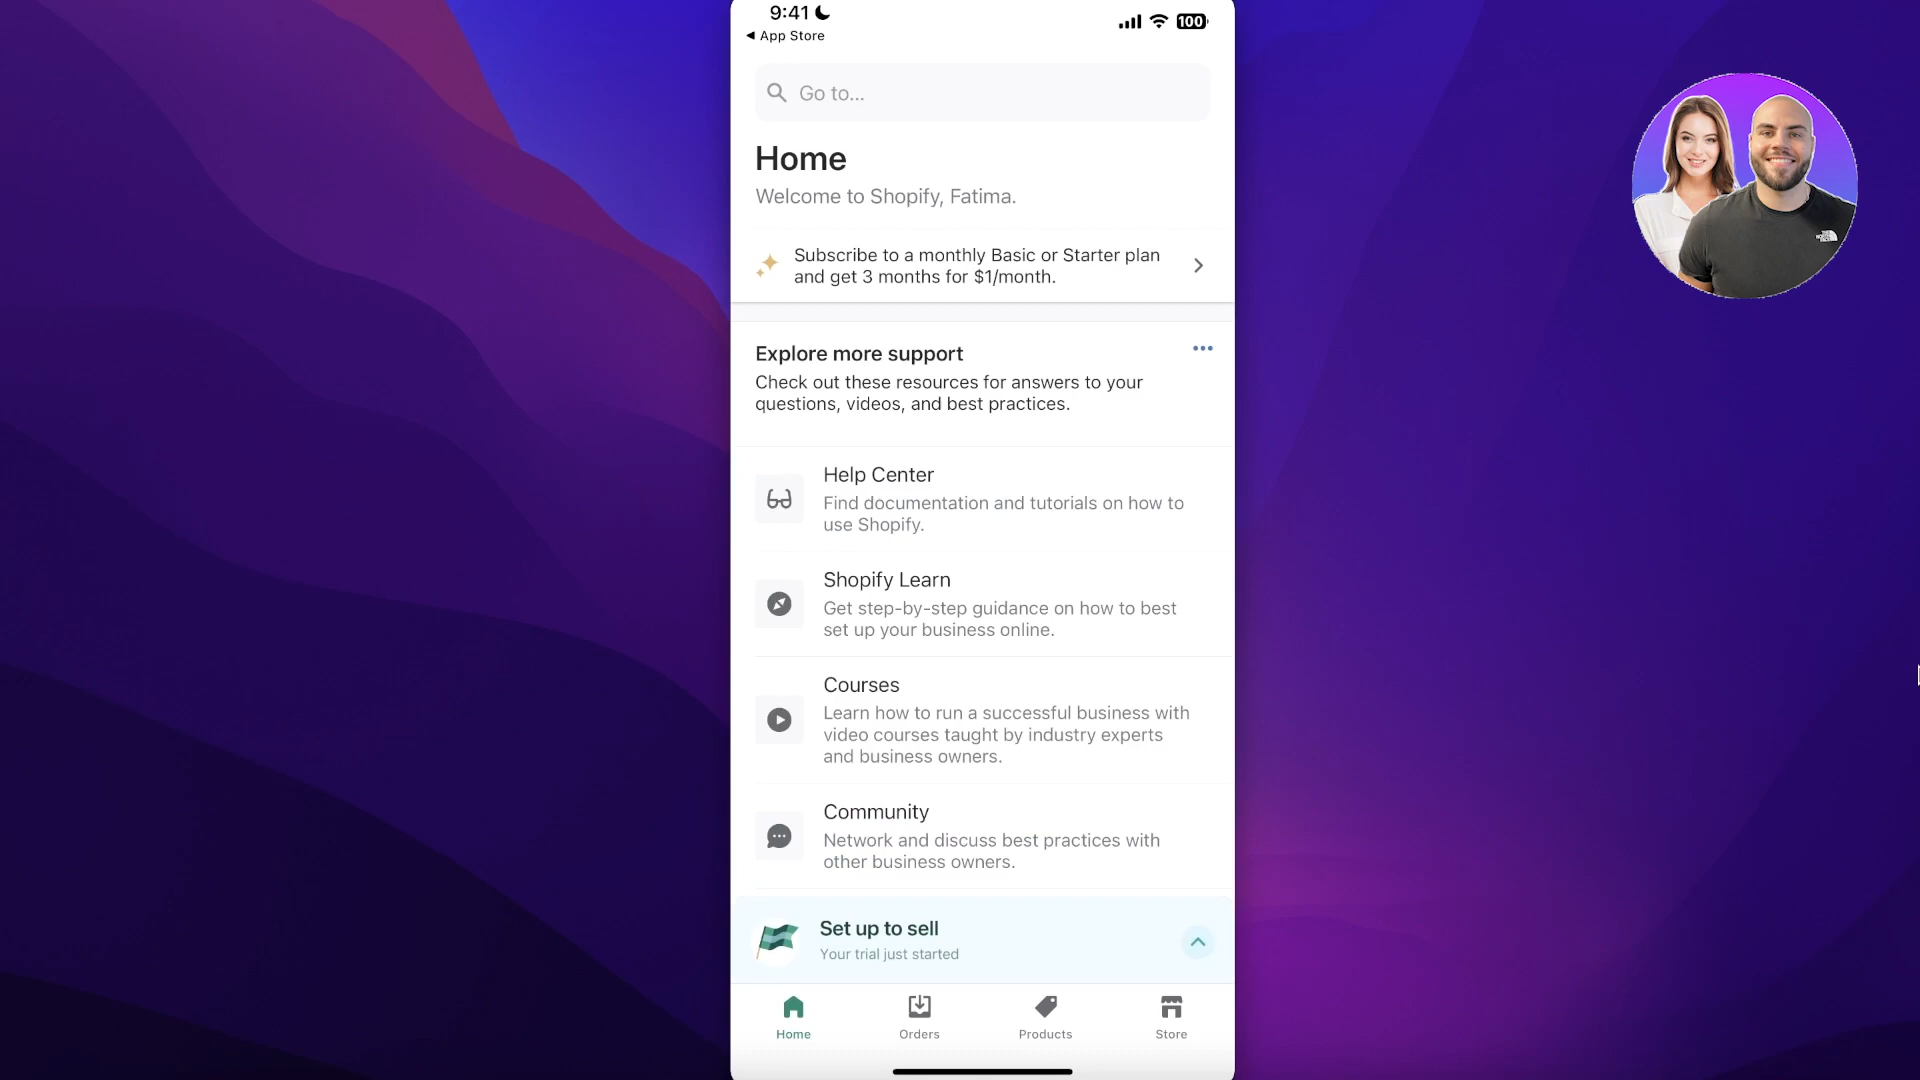 9:41
100
App Store
Go to...
Home
Welcome to Shopify, Fatima.
Subscribe to a monthly Basic or Starter plan
and get 3 months for $1/month.
Explore more support
Check out these resources for answers to your
questions, videos, and best practices.
Help Center
Find documentation and tutorials on how to
use Shopify.
Shopify Learn
Get step-by-step guidance on how to best
set up your business online.
Courses
Learn how to run a successful business with
video courses taught by industry experts
and business owners.
Community
Network and discuss best practices with
other business owners.
Set up to sell
Your trial just started
Home
Orders
Products
Store